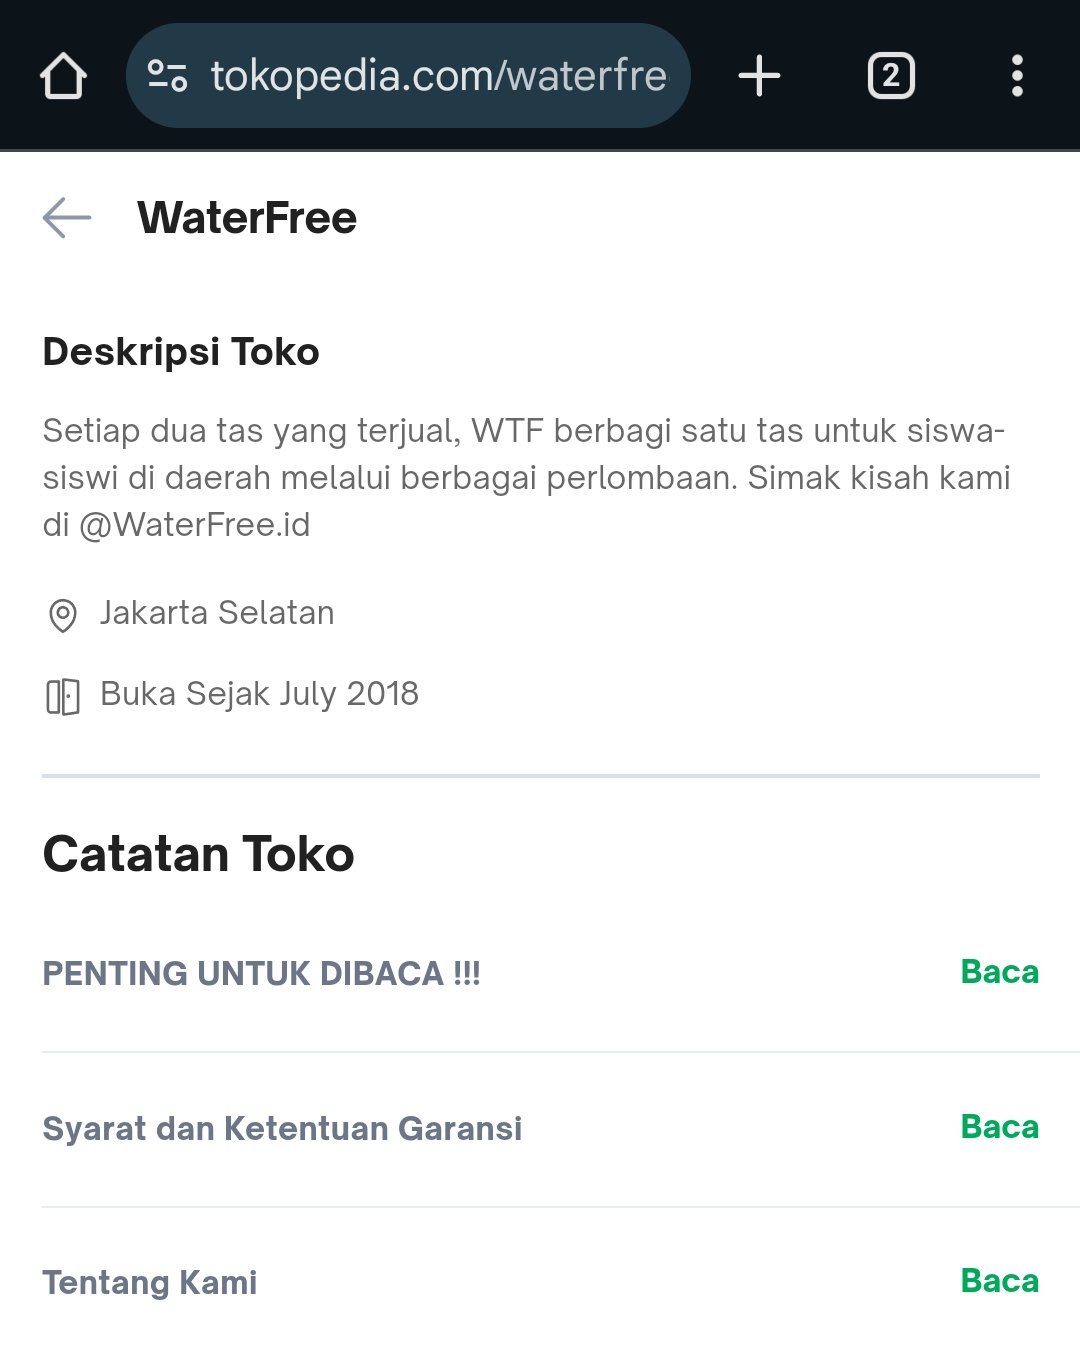 tokopedia.com/waterfre
2
WaterFree
Deskripsi Toko
Setiap dua tas yang terjual, WTF berbagi satu tas untuk siswa-
siswi di daerah melalui berbagai perlombaan. Simak kisah kami
di @WaterFree.id
Jakarta Selatan
Buka Sejak July 2018
Catatan Toko
PENTING UNTUK DIBACA !!! Baca
Syarat dan Ketentuan Garansi Baca
Tentang Kami Baca